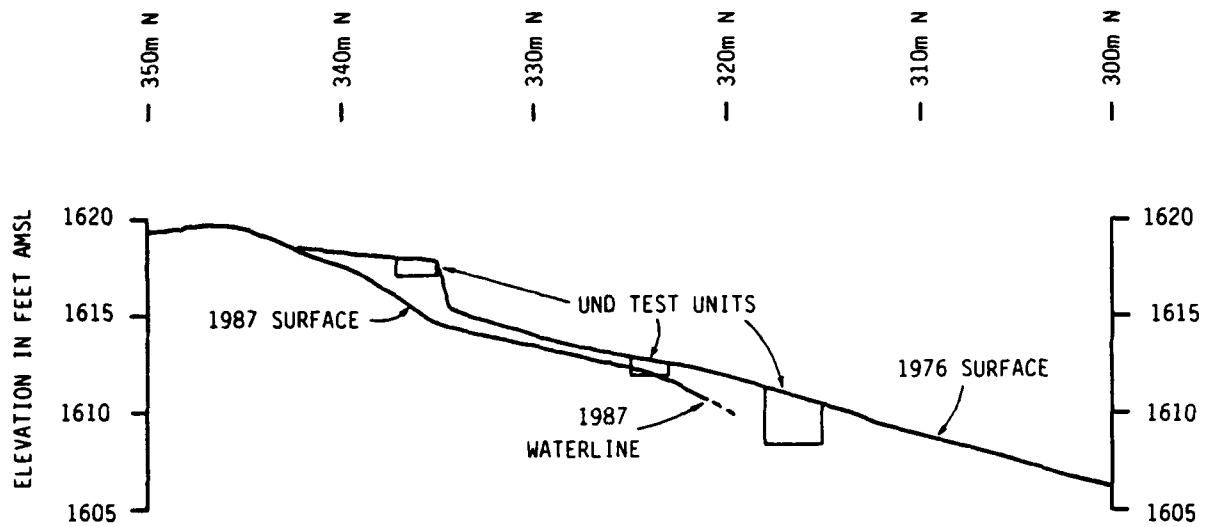 350m N
340m N
330m N
320m N
310m N
300m N
ELEVATION IN FEET AMSL
1620
1615
1610
1605
1620
1615
1610
1605
UND TEST UNITS
1987 SURFACE
1976 SURFACE
1987
WATERLINE